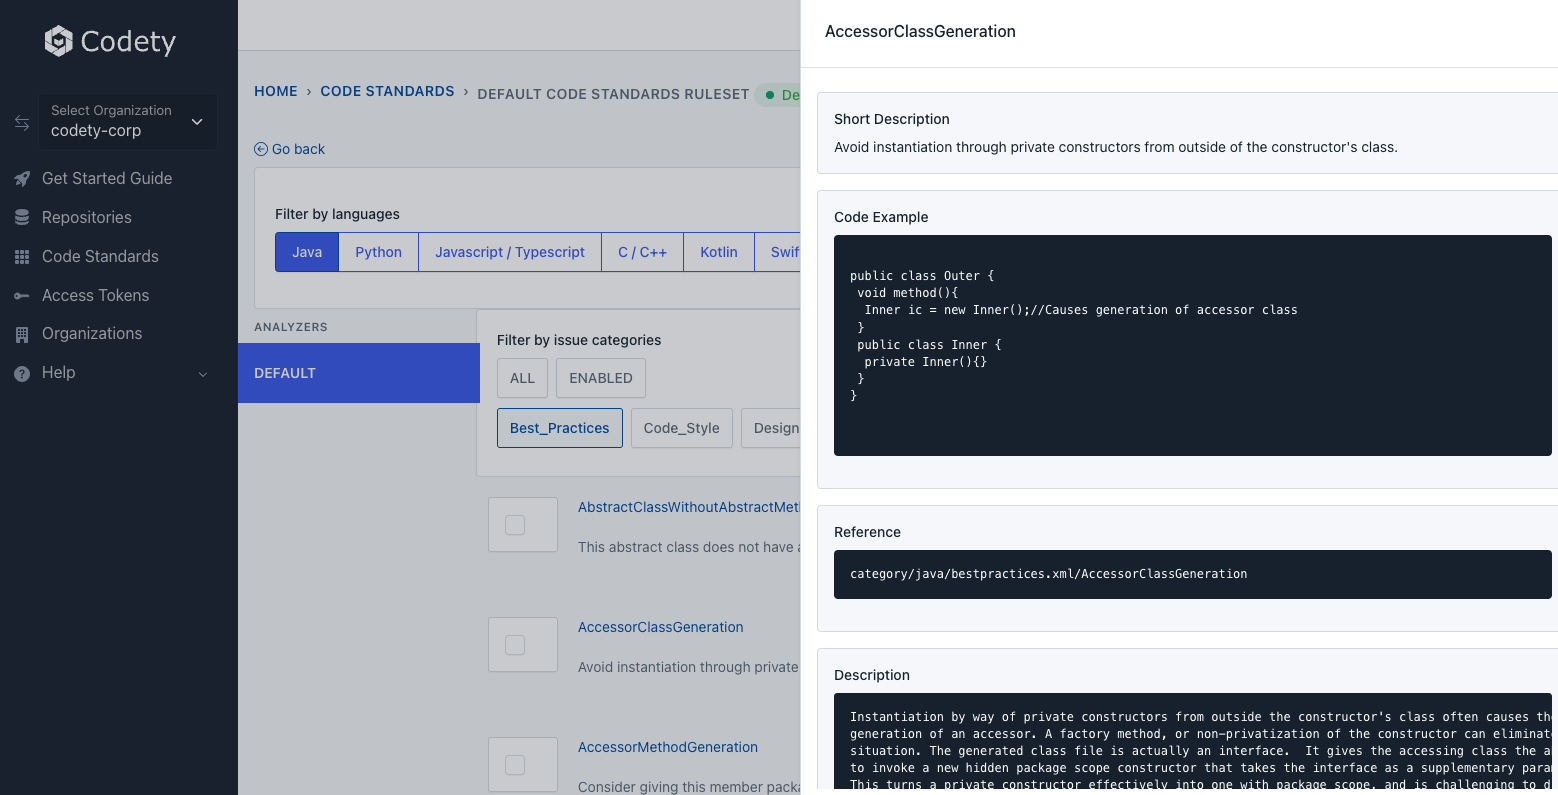 Codety
Select Organization
codety-corp
Get Started Guide
Repositories
Code Standards
Access Tokens
Organizations
Help
HOME › CODE STANDARDS › DEFAULT CODE STANDARDS RULESET De
Go back
Filter by languages
Java Python Javascript / Typescript C / C++ Kotlin Swif
ANALYZERS
DEFAULT
Filter by issue categories
ALL ENABLED
Best_Practices Code_Style Design
AbstractClassWithoutAbstractMet
This abstract class does not have a
AccessorClassGeneration
Avoid instantiation through private
AccessorMethodGeneration
Consider giving this member packa
AccessorClassGeneration
Short Description
Avoid instantiation through private constructors from outside of the constructor's class.
Code Example
public class Outer {
void method(){
Inner ic = new Inner();//Causes generation of accessor class
}
public class Inner {
private Inner(){}
}
}
Reference
category/java/bestpractices.xml/AccessorClassGeneration
Description
Instantiation by way of private constructors from outside the constructor's class often causes th
generation of an accessor. A factory method, or non-privatization of the constructor can eliminat
situation. The generated class file is actually an interface.  It gives the accessing class the a
to invoke a new hidden package scope constructor that takes the interface as a supplementary para
This turns a private constructor effectively into one with package scope, and is challenging to d